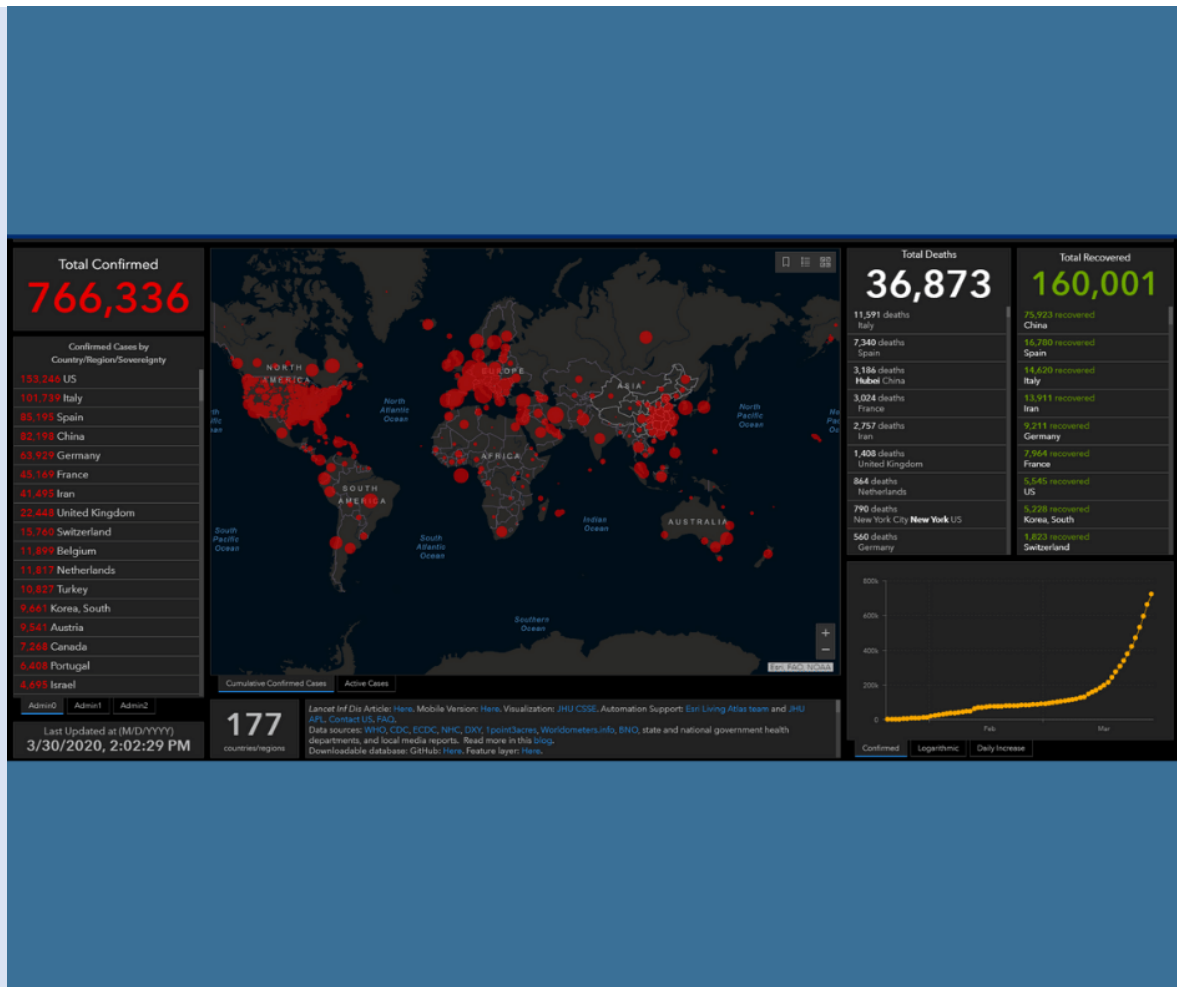 Total Confirmed
766,336
Confirmed Cases by
Country/Region/Sovereignty
153,246 US
101,739 Italy
85,195 Spain
82,198 China
63,929 Germany
45,169 France
41,495 Iran
22,448 United Kingdom
15,760 Switzerland
11,899 Belgium
11,817 Netherlands
10,827 Turkey
9,661 Korea, South
9,541 Austria
7,268 Canada
6,408 Portugal
4,695 Israel
Admin0 Admin1 Admin2
Last Updated at (M/D/YYYY)
3/30/2020, 2:02:29 PM
NORTH
AMERICA
North
Atlantic
Ocean
EUROPE
ASIA
North
Pacific
Ocean
AFRICA
SOUTH
AMERICA
South
Pacific
Ocean
South
Atlantic
Ocean
Indian
Ocean
AUSTRALIA
Southern
Ocean
+
−
Esri, FAO, NOAA
Cumulative Confirmed Cases Active Cases
177
countries/regions
Lancet Inf Dis Article: Here. Mobile Version: Here. Visualization: JHU CSSE. Automation Support: Esri Living Atlas team and JHU
APL. Contact US. FAQ.
Data sources: WHO, CDC, ECDC, NHC, DXY, 1point3acres, Worldometers.info, BNO, state and national government health
departments, and local media reports. Read more in this blog.
Downloadable database: GitHub: Here. Feature layer: Here.
Total Deaths
36,873
11,591 deaths
Italy
7,340 deaths
Spain
3,186 deaths
Hubei China
3,024 deaths
France
2,757 deaths
Iran
1,408 deaths
United Kingdom
864 deaths
Netherlands
790 deaths
New York City New York US
560 deaths
Germany
Total Recovered
160,001
75,923 recovered
China
16,780 recovered
Spain
14,620 recovered
Italy
13,911 recovered
Iran
9,211 recovered
Germany
7,964 recovered
France
5,545 recovered
US
5,228 recovered
Korea, South
1,823 recovered
Switzerland
800k
600k
400k
200k
0
Feb Mar
Confirmed Logarithmic Daily Increase